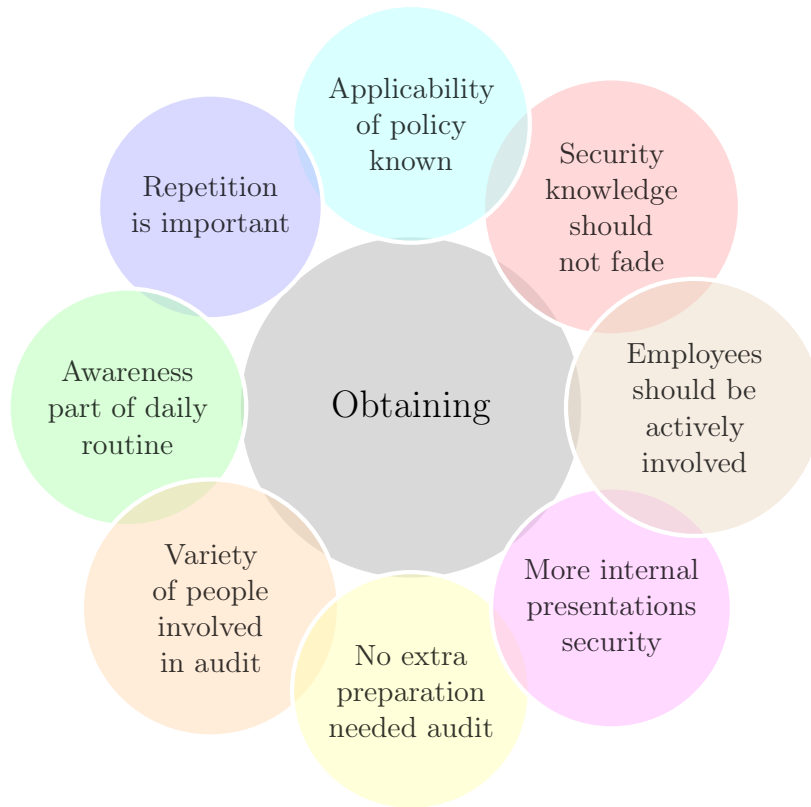 Applicability
of policy
known
Security
knowledge
should
not fade
Employees
should be
actively
involved
More internal
presentations
security
No extra
preparation
needed audit
Variety
of people
involved
in audit
Awareness
part of daily
routine
Repetition
is important
Obtaining